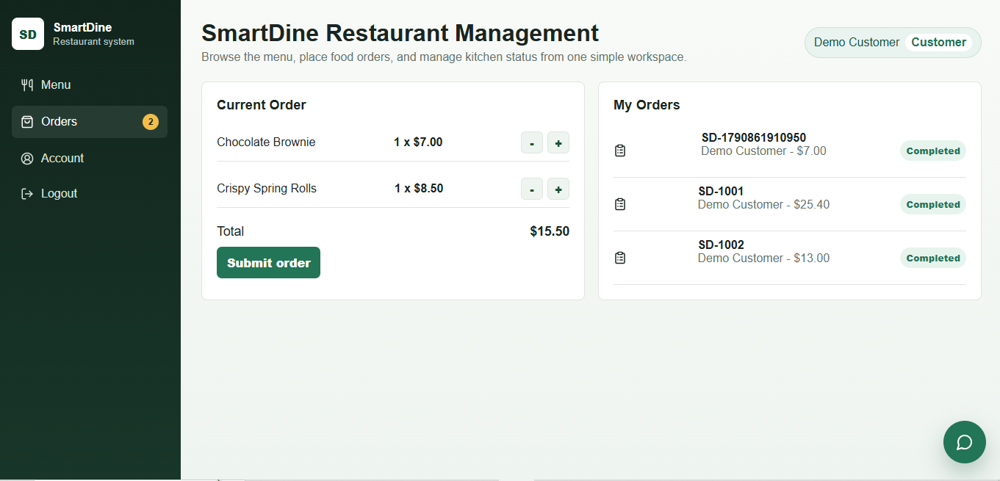 SD
SmartDine
Restaurant system
Menu
Orders 2
Account
Logout
SmartDine Restaurant Management
Browse the menu, place food orders, and manage kitchen status from one simple workspace.
Demo Customer Customer
Current Order
Chocolate Brownie 1 x $7.00 - +
Crispy Spring Rolls 1 x $8.50 - +
Total $15.50
Submit order
My Orders
SD-1790861910950
Demo Customer - $7.00 Completed
SD-1001
Demo Customer - $25.40 Completed
SD-1002
Demo Customer - $13.00 Completed